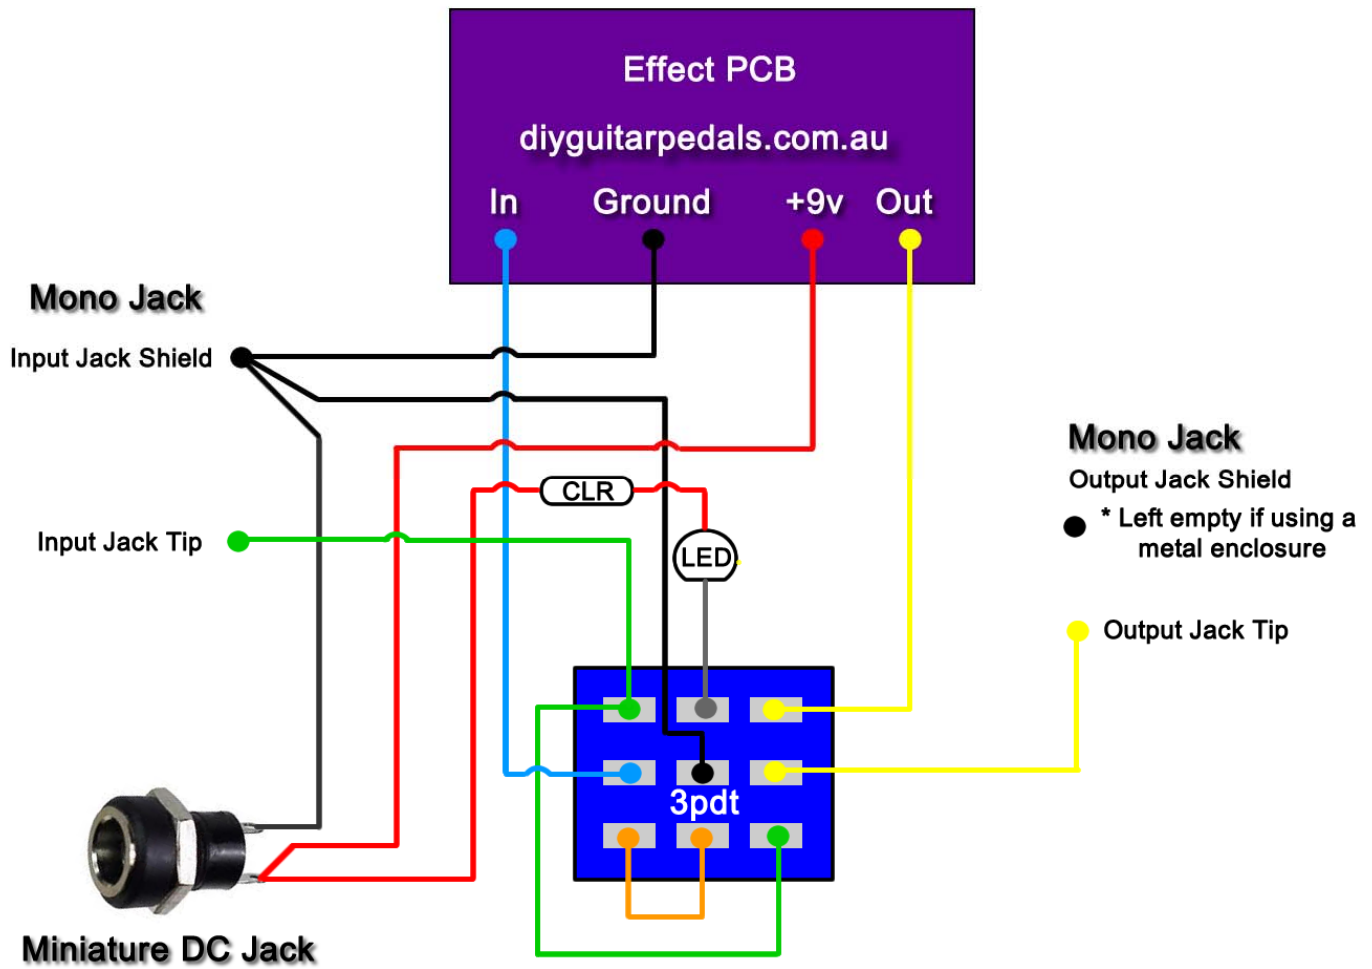 Effect PCB
diyguitarpedals.com.au
In Ground +9v Out
Mono Jack
Input Jack Shield
Mono Jack
Output Jack Shield
* Left empty if using a
metal enclosure
CLR
Input Jack Tip
LED
Output Jack Tip
3pdt
Miniature DC Jack